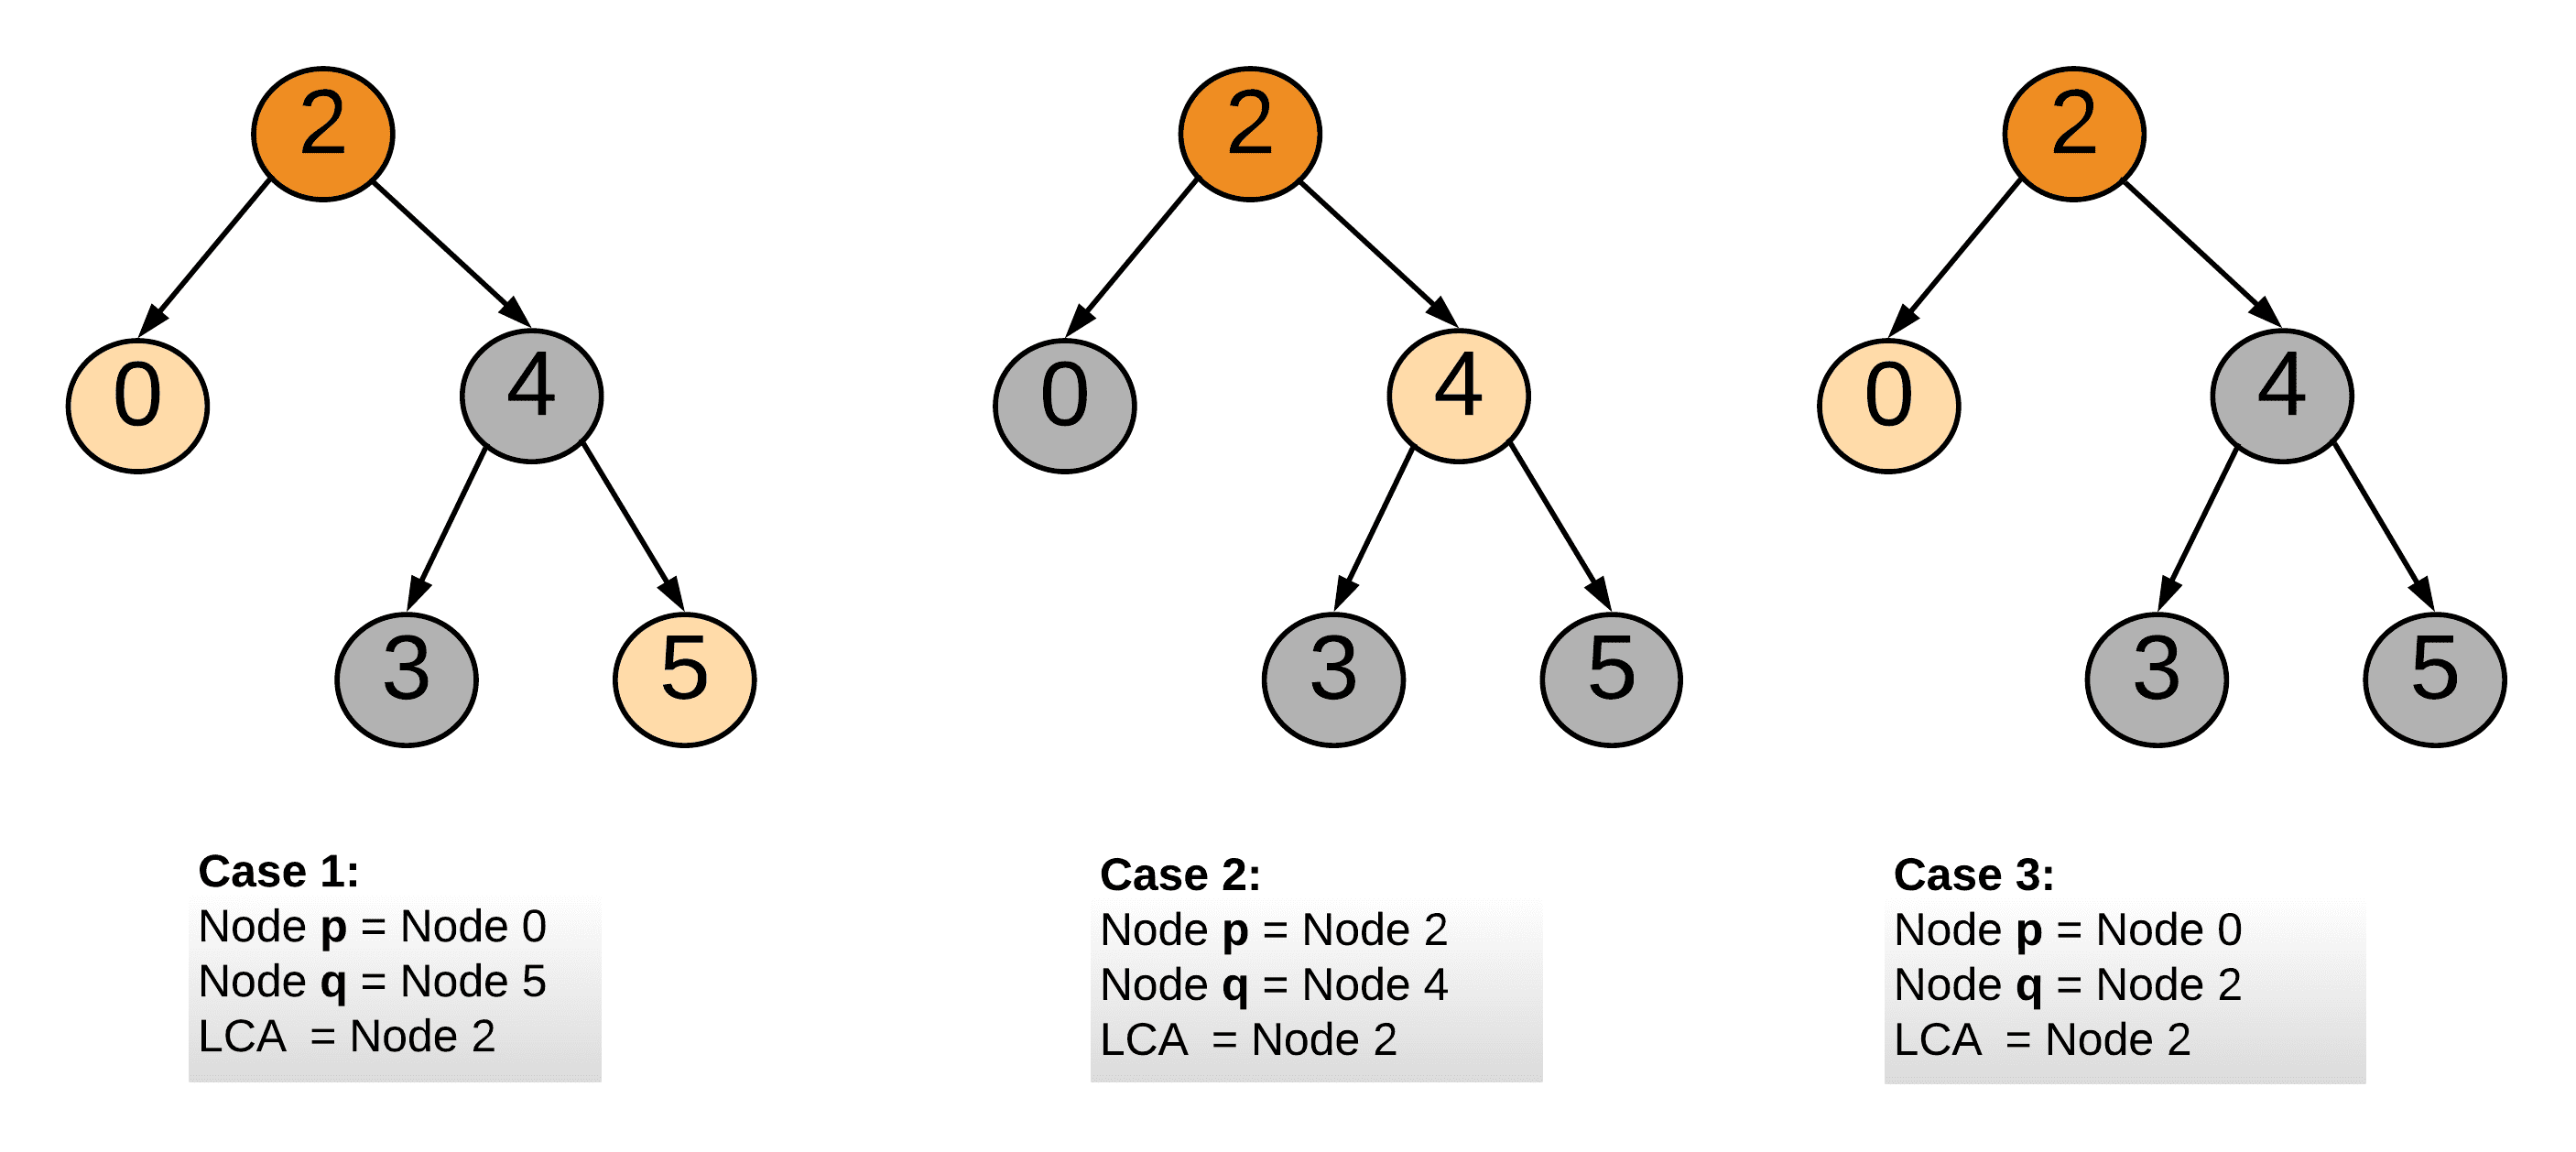 2
0
4
3
5
Case 1:
Node p = Node 0
Node q = Node 5
LCA  = Node 2
2
0
4
3
5
Case 2:
Node p = Node 2
Node q = Node 4
LCA  = Node 2
2
0
4
3
5
Case 3:
Node p = Node 0
Node q = Node 2
LCA  = Node 2